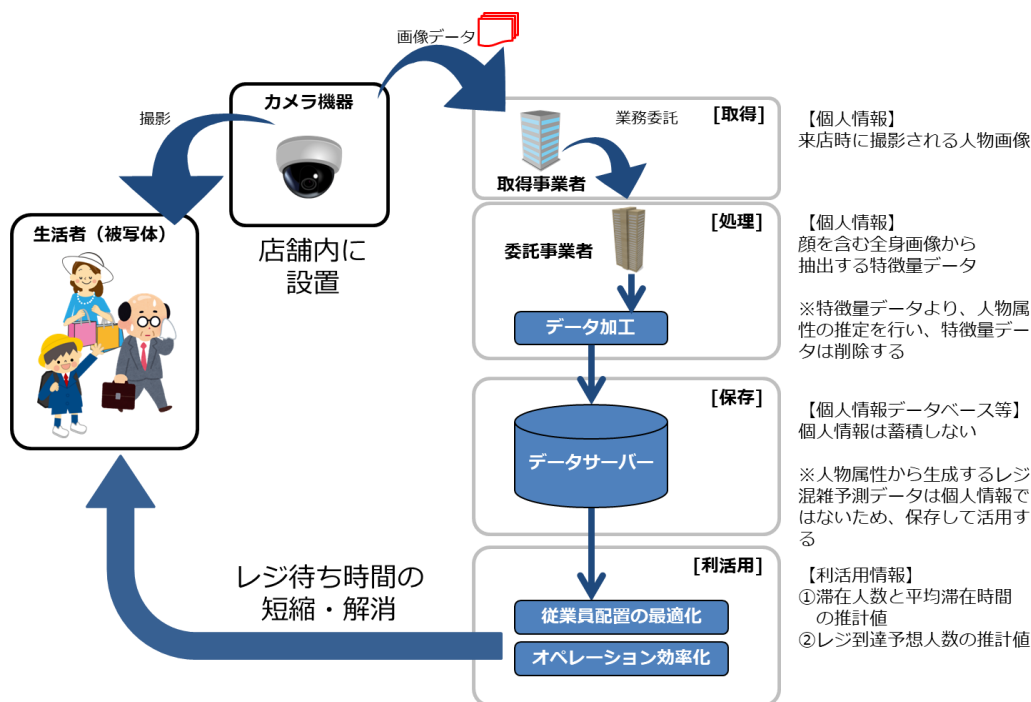 画像データ
カメラ機器
撮影
店舗内に
設置
生活者（被写体）
[取得]
業務委託
取得事業者
【個人情報】
来店時に撮影される人物画像
[処理]
委託事業者
データ加工
【個人情報】
顔を含む全身画像から
抽出する特徴量データ
※特徴量データより、人物属
性の推定を行い、特徴量デー
タは削除する
[保存]
データサーバー
【個人情報データベース等】
個人情報は蓄積しない
※人物属性から生成するレジ
混雑予測データは個人情報で
はないため、保存して活用す
る
[利活用]
従業員配置の最適化
オペレーション効率化
【利活用情報】
①滞在人数と平均滞在時間
の推計値
②レジ到達予想人数の推計値
レジ待ち時間の
短縮・解消